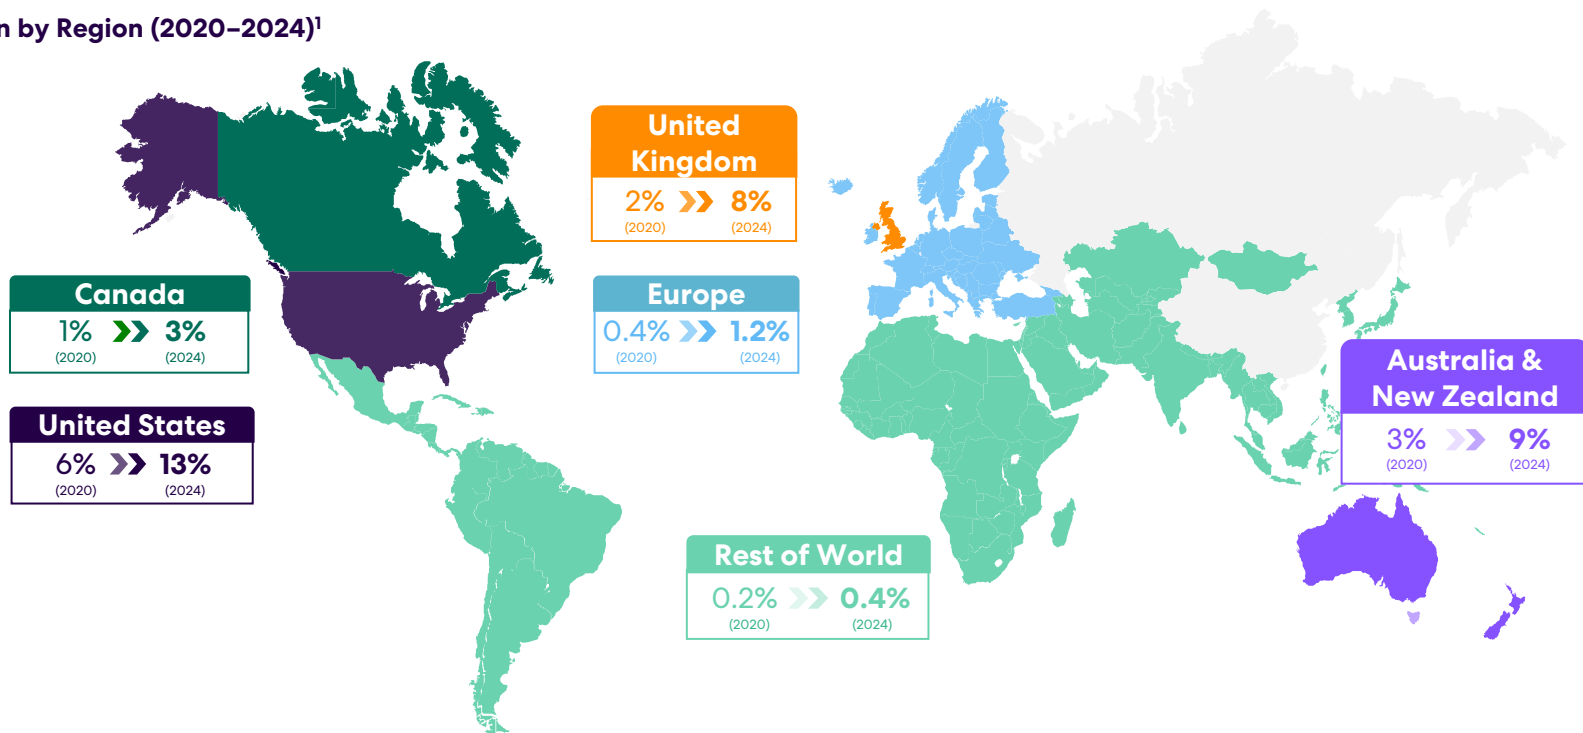 by Region (2020–2024)¹
United
Kingdom
2% 8%
(2020) (2024)
Canada
1% 3%
(2020) (2024)
Europe
0.4% 1.2%
(2020) (2024)
United States
6% 13%
(2020) (2024)
Australia &
New Zealand
3% 9%
(2020) (2024)
Rest of World
0.2% 0.4%
(2020) (2024)